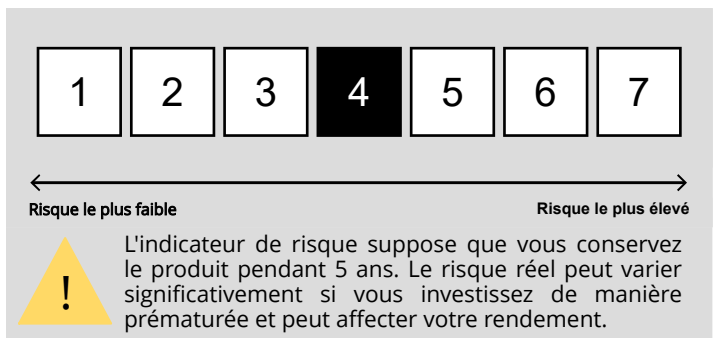 1 2 3 4 5 6 7
Risque le plus faible Risque le plus élevé
L'indicateur de risque suppose que vous conservez
le produit pendant 5 ans. Le risque réel peut varier
! significativement si vous investissez de manière
prématurée et peut affecter votre rendement.